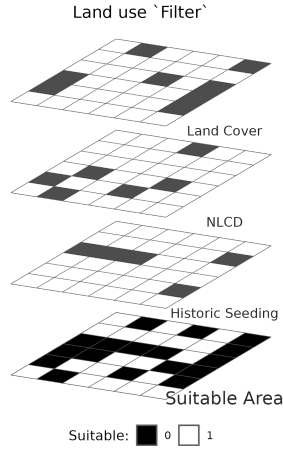 Land use `Filter`
Land Cover
NLCD
Historic Seeding
Suitable Area
Suitable: 0 1